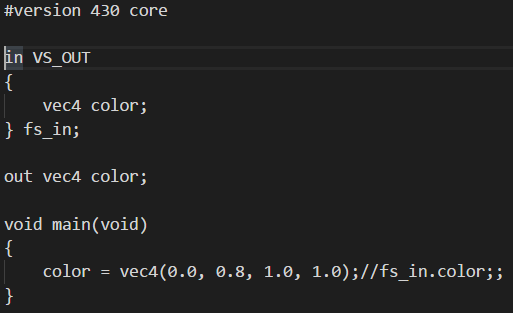 #version 430 core
in VS_OUT
{
    vec4 color;
} fs_in;
out vec4 color;
void main(void)
{
    color = vec4(0.0, 0.8, 1.0, 1.0);//fs_in.color;;
}